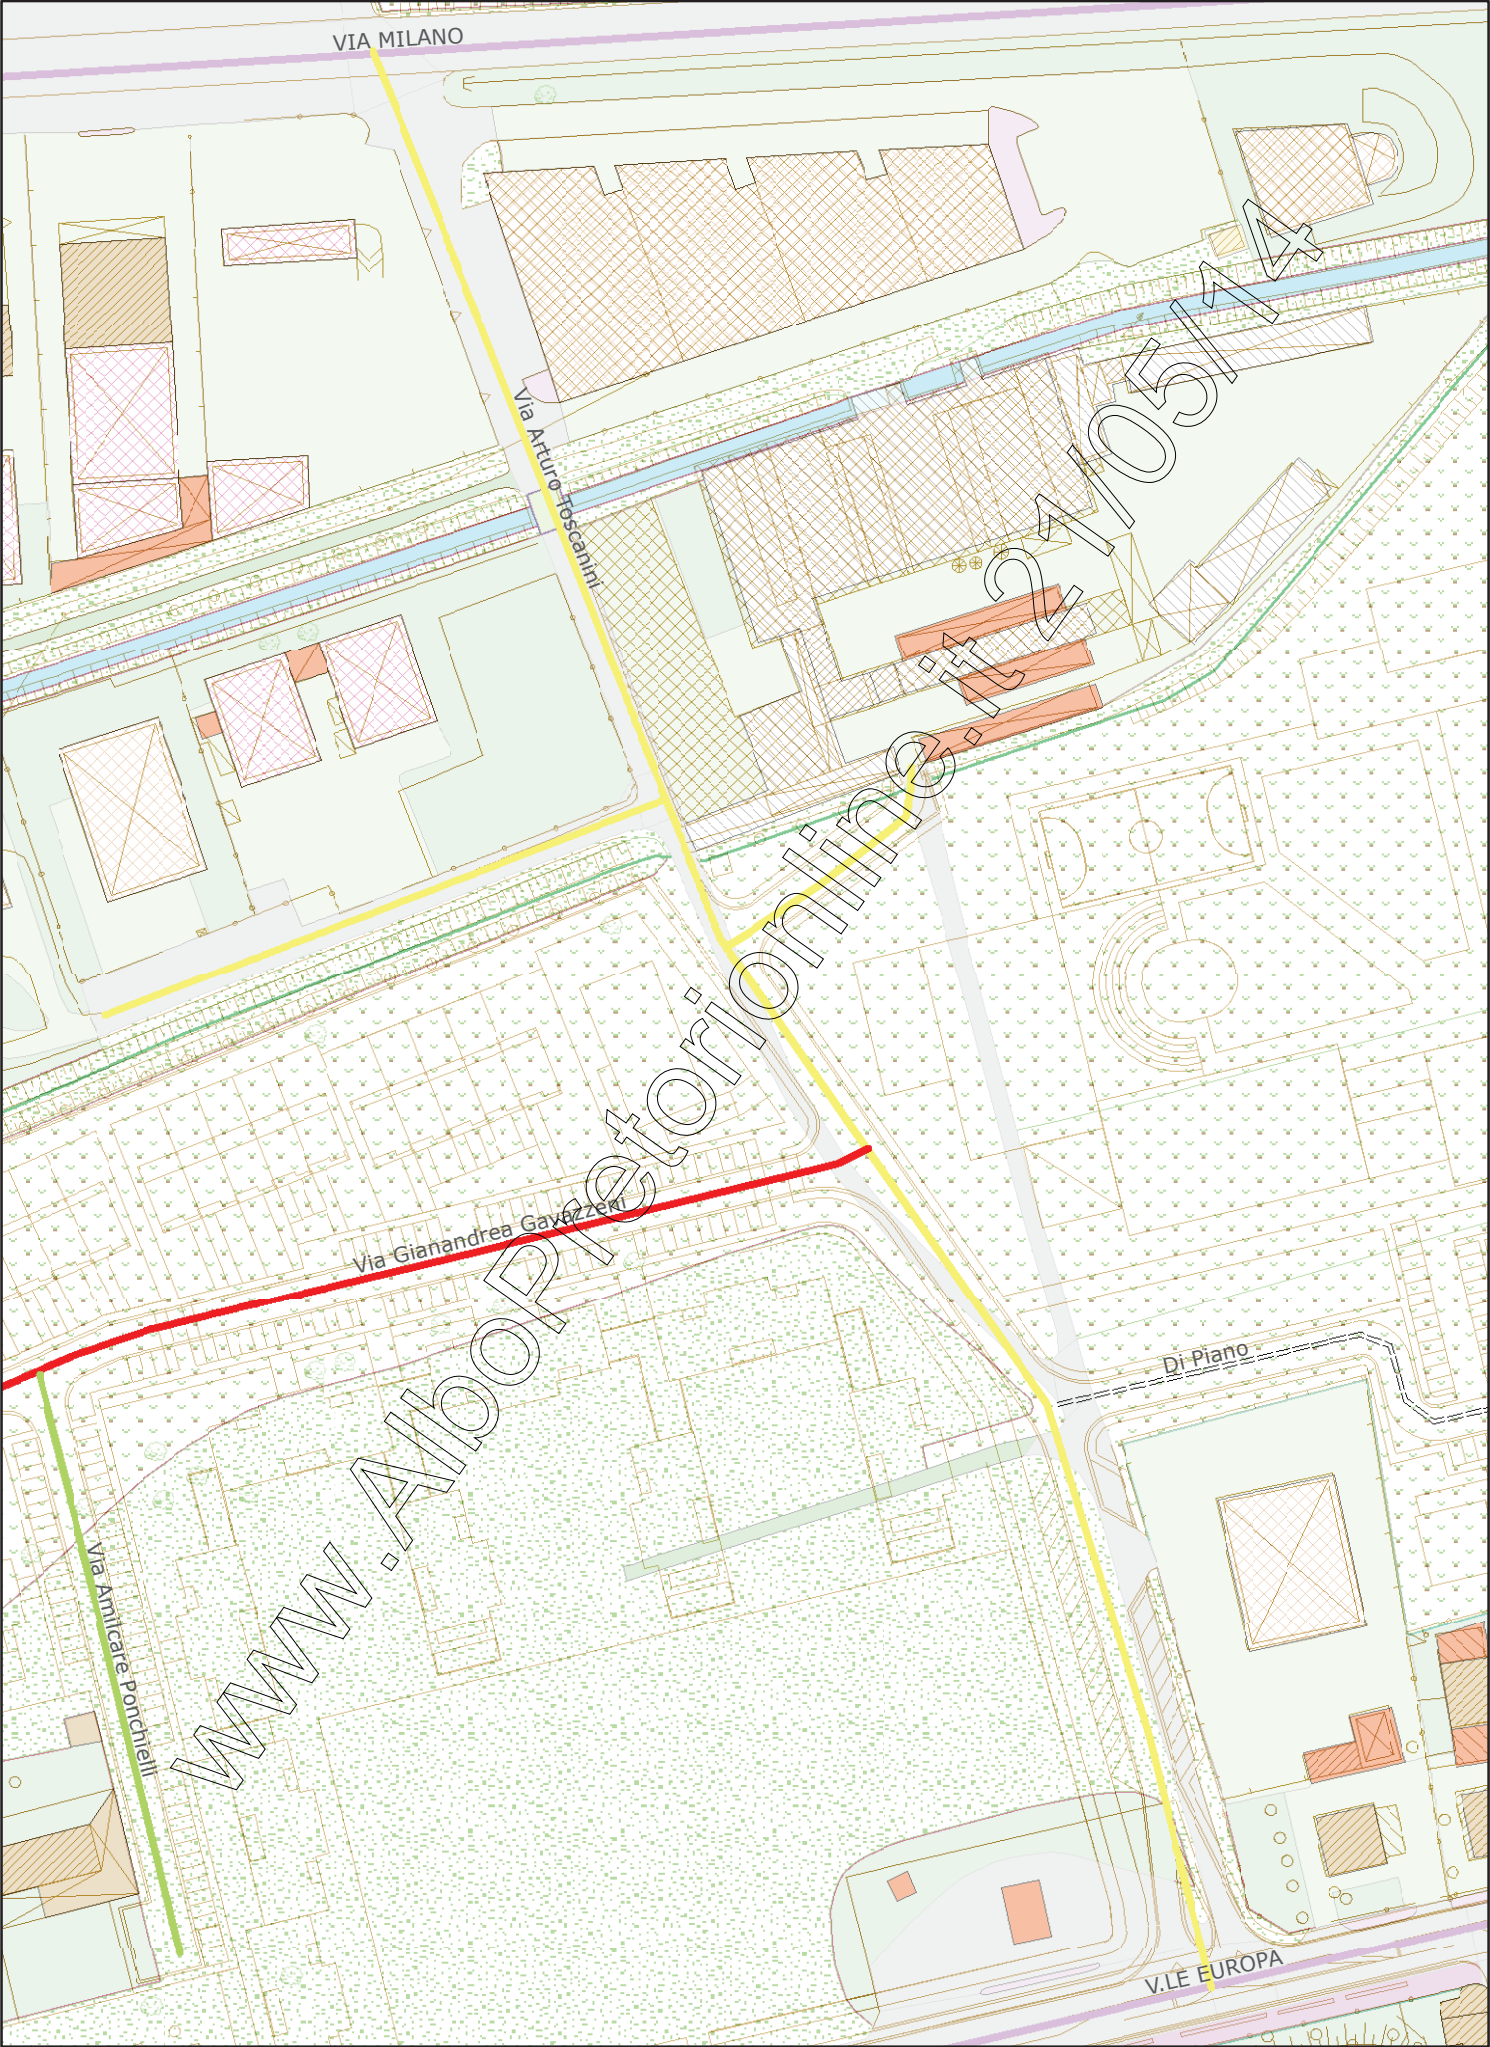 VIA MILANO
Via Arturo Toscanini
www.AlboPretorionline.it 21/05/14
Via Gianandrea Gavazzeni
Di Piano
Via Amilcare Ponchielli
V.LE EUROPA